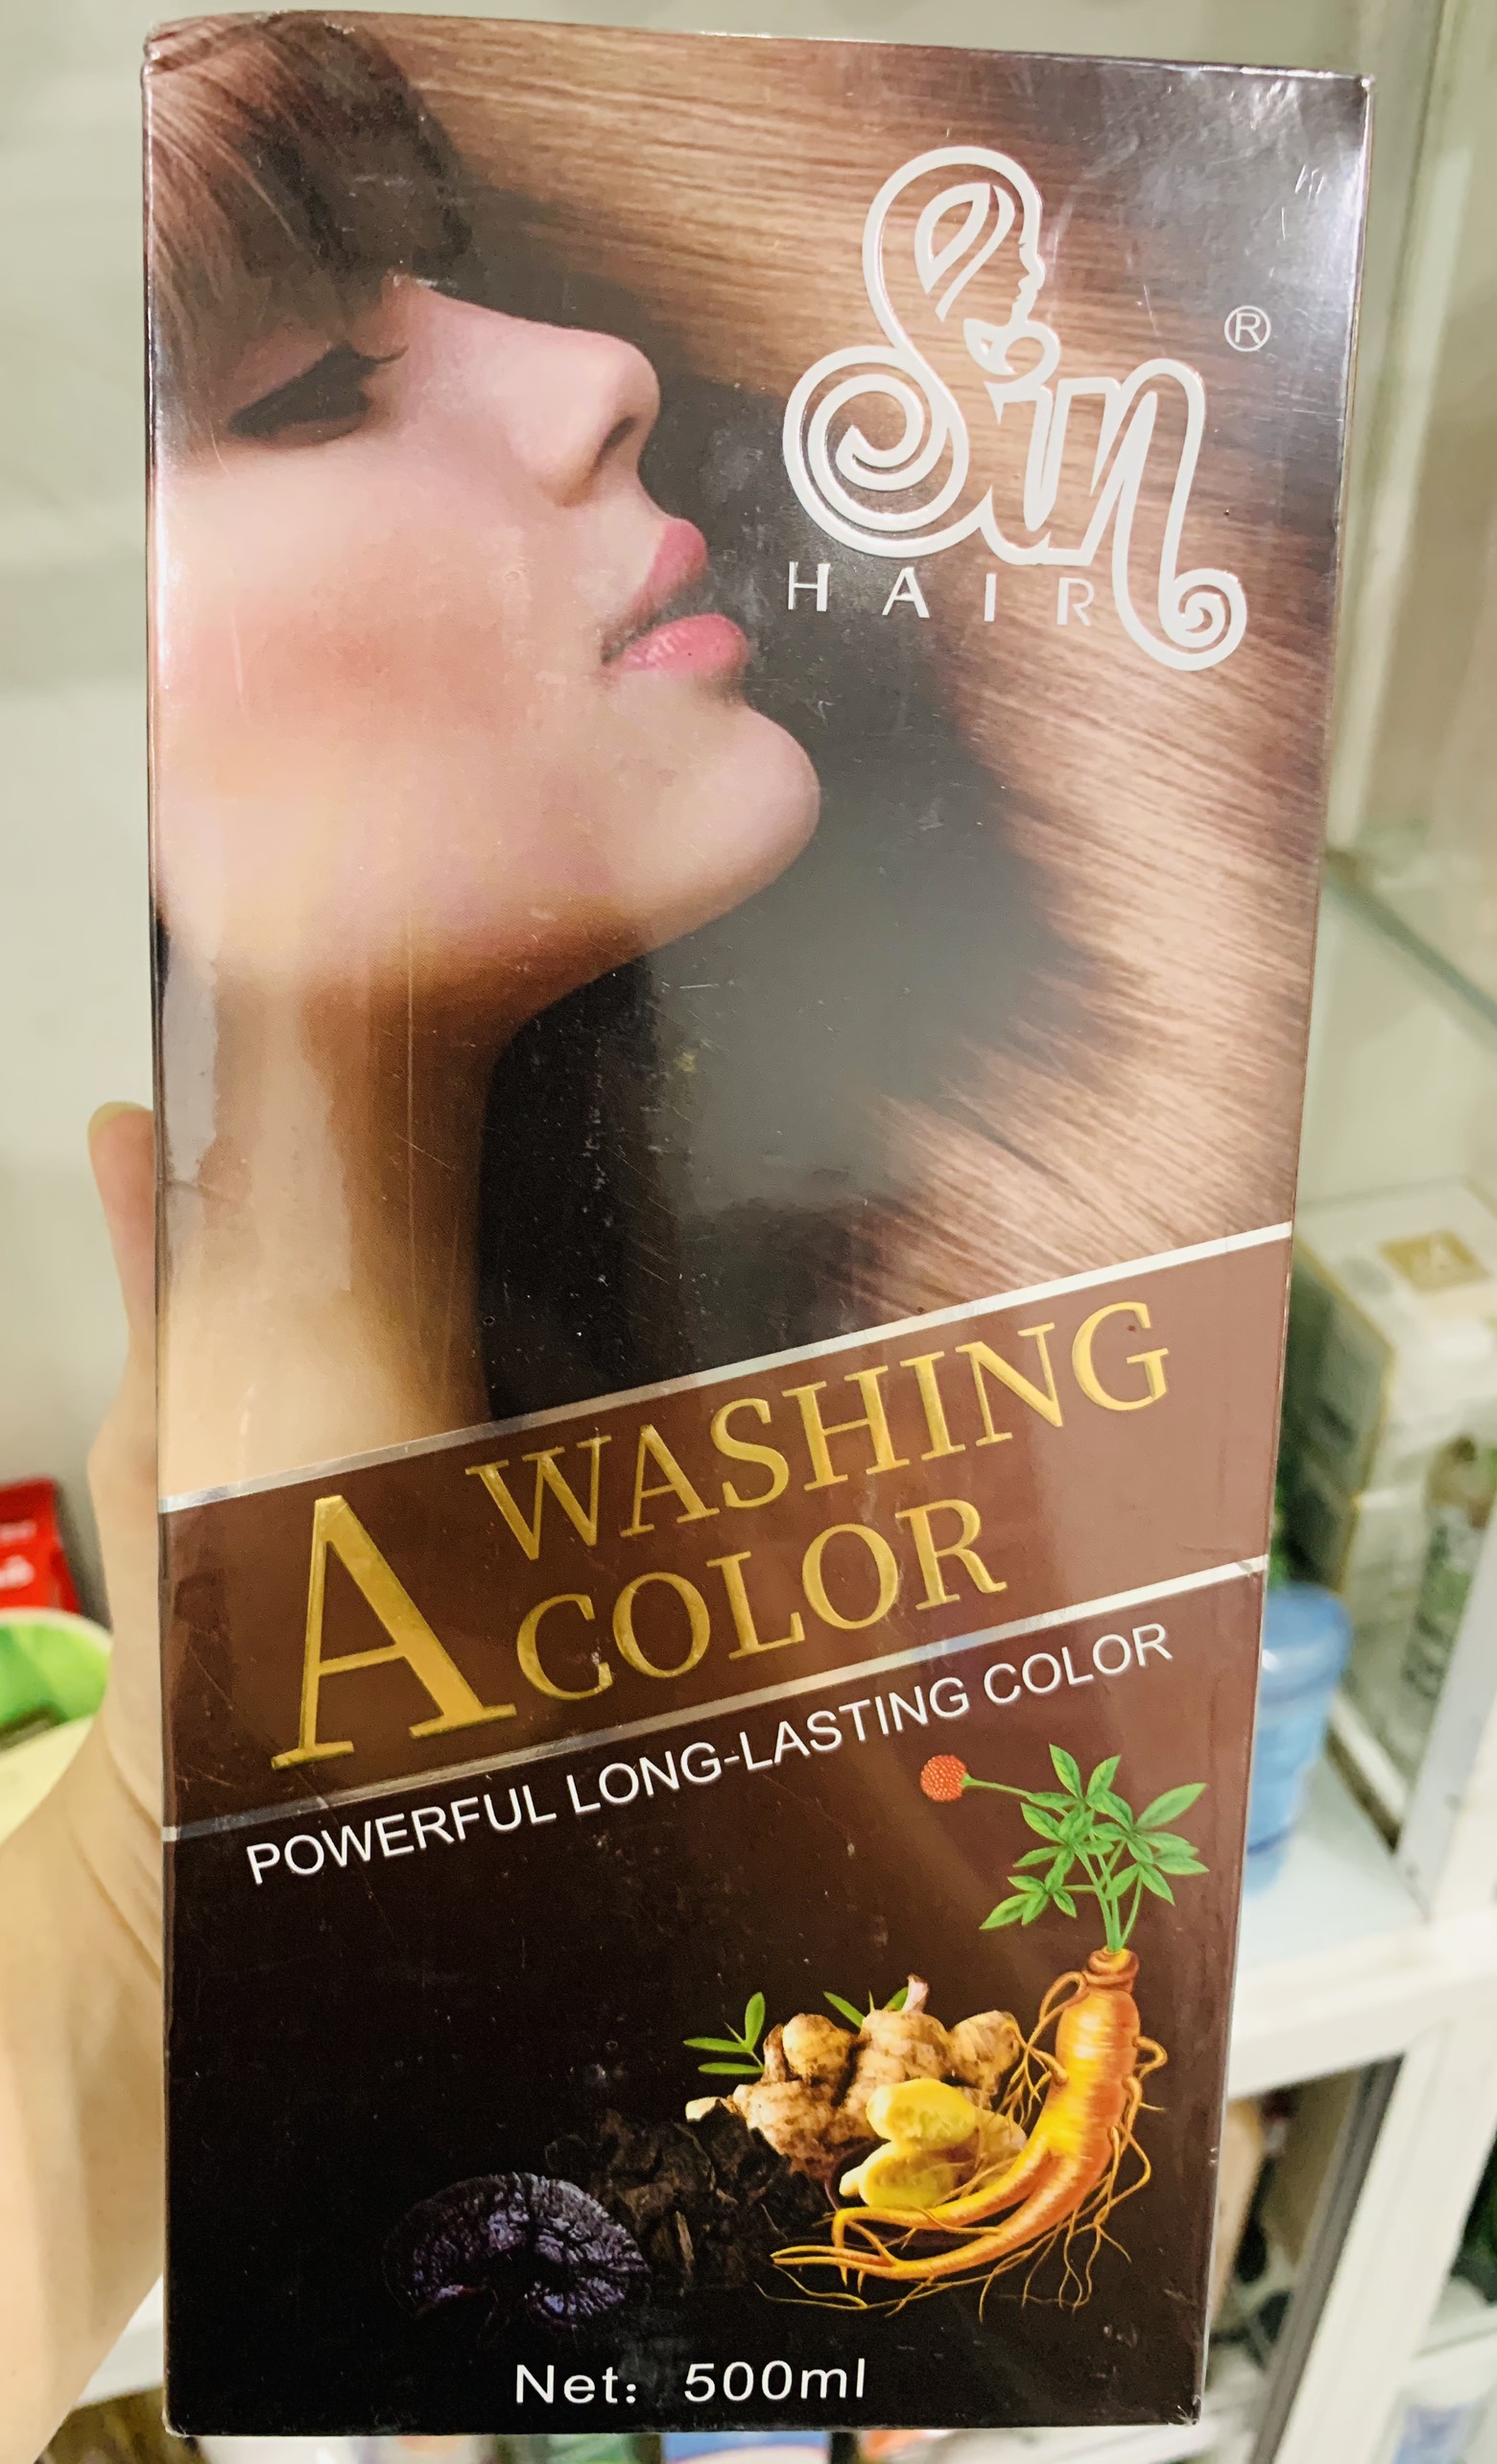 Sin ®
HAIR
A WASHING
COLOR
POWERFUL LONG-LASTING COLOR
Net: 500ml